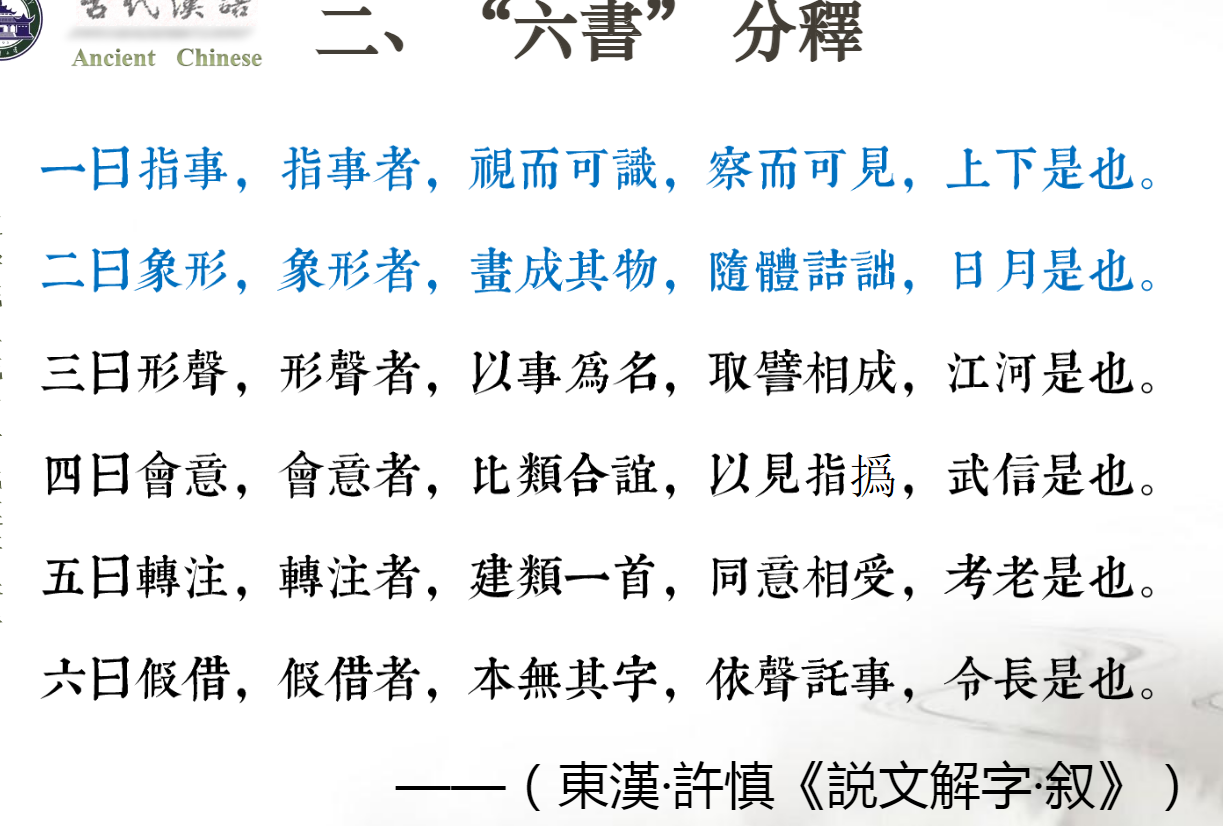 古代漢語
Ancient Chinese
二、“六書”分釋
一曰指事，指事者，視而可識，察而可見，上下是也。
二曰象形，象形者，畫成其物，隨體詰詘，日月是也。
三曰形聲，形聲者，以事爲名，取譬相成，江河是也。
四曰會意，會意者，比類合誼，以見指撝，武信是也。
五曰轉注，轉注者，建類一首，同意相受，考老是也。
六曰假借，假借者，本無其字，依聲託事，令長是也。
——（東漢·許慎《説文解字·叙》）